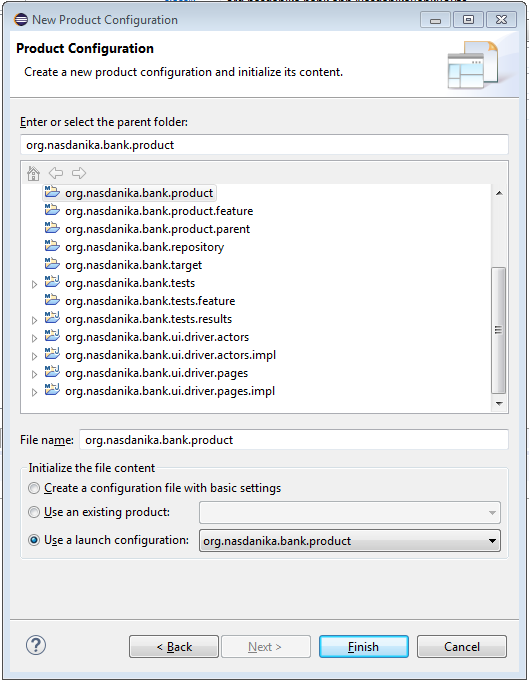 New Product Configuration
Product Configuration
Create a new product configuration and initialize its content.
Enter or select the parent folder:
org.nasdanika.bank.product
org.nasdanika.bank.product
org.nasdanika.bank.product.feature
org.nasdanika.bank.product.parent
org.nasdanika.bank.repository
org.nasdanika.bank.target
org.nasdanika.bank.tests
org.nasdanika.bank.tests.feature
org.nasdanika.bank.tests.results
org.nasdanika.bank.ui.driver.actors
org.nasdanika.bank.ui.driver.actors.impl
org.nasdanika.bank.ui.driver.pages
org.nasdanika.bank.ui.driver.pages.impl
File name: org.nasdanika.bank.product
Initialize the file content
Create a configuration file with basic settings
Use an existing product:
Use a launch configuration: org.nasdanika.bank.product
? < Back Next > Finish Cancel